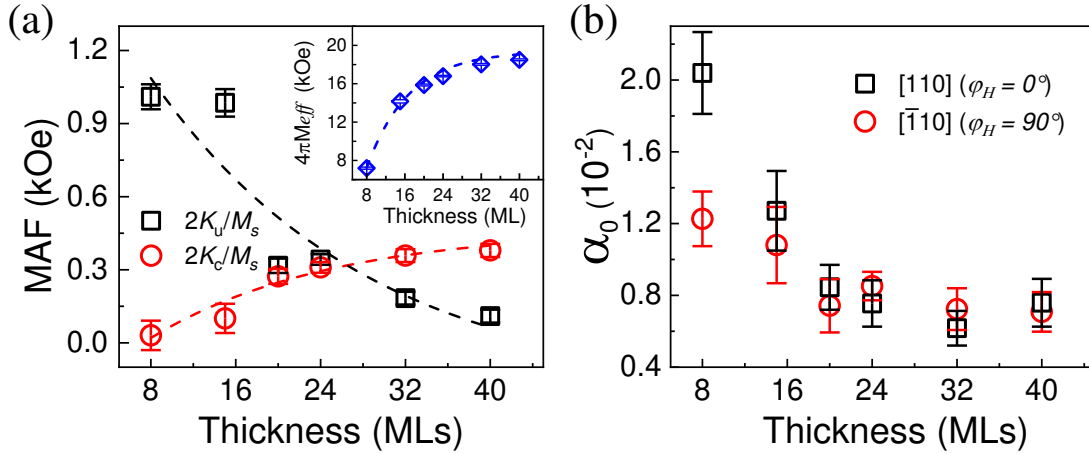 (a)
MAF (kOe)
1.2
0.9
0.6
0.3
0.0
2Ku/Ms
2Kc/Ms
8 16 24 32 40
Thickness (MLs)
4πMeff (kOe)
20
16
12
8
8 16 24 32 40
Thickness (ML)
(b)
α0 (10-2)
2.0
1.6
1.2
0.8
0.4
[110] (φH = 0°)
[1̄10] (φH = 90°)
8 16 24 32 40
Thickness (MLs)